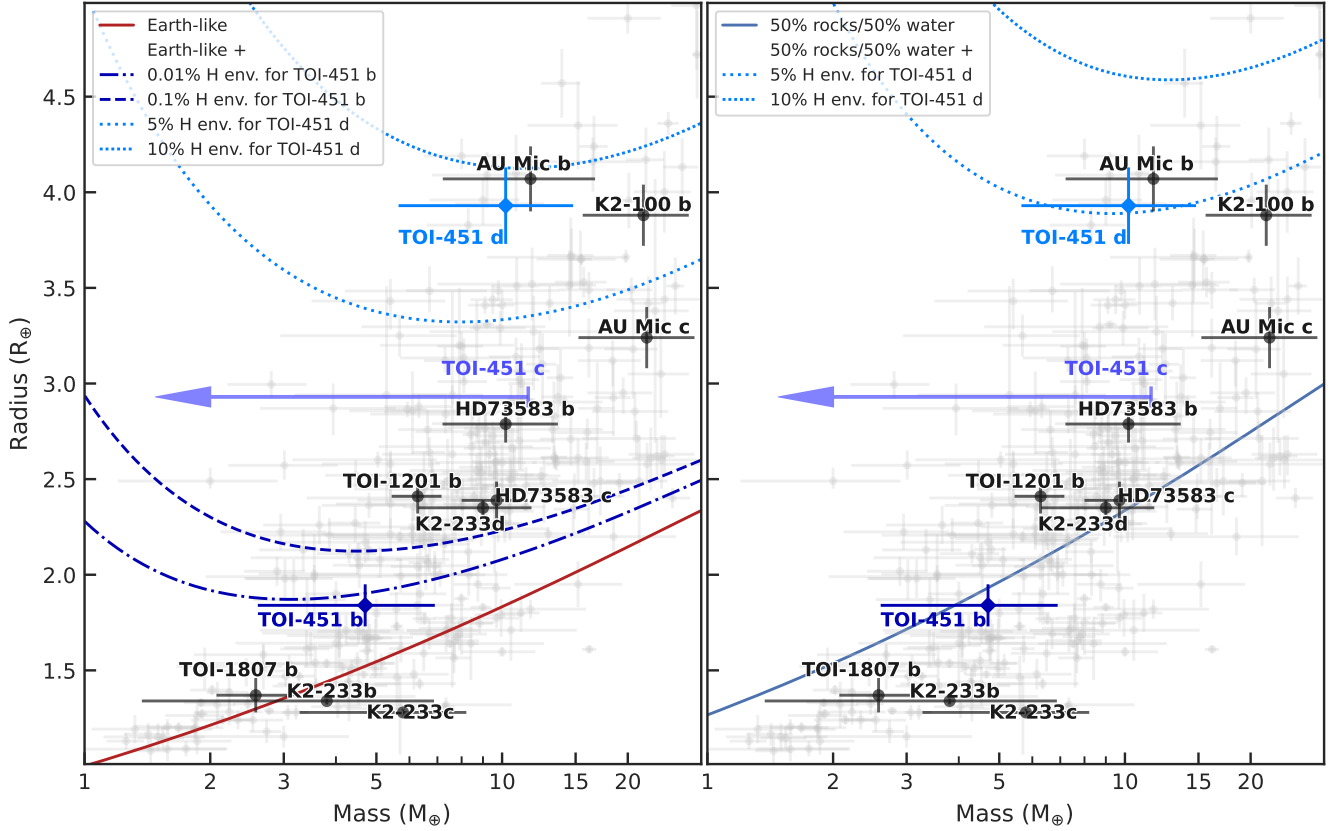 Earth-like
Earth-like +
0.01% H env. for TOI-451 b
0.1% H env. for TOI-451 b
5% H env. for TOI-451 d
10% H env. for TOI-451 d
AU Mic b
K2-100 b
TOI-451 d
AU Mic c
TOI-451 c
HD73583 b
TOI-1201 b
HD73583 c
K2-233d
TOI-451 b
TOI-1807 b
K2-233b
K2-233c
4.5
4.0
3.5
3.0
2.5
2.0
1.5
Radius (R⊕)
1 2 3 5 10 15 20
Mass (M⊕)
50% rocks/50% water
50% rocks/50% water +
5% H env. for TOI-451 d
10% H env. for TOI-451 d
AU Mic b
K2-100 b
TOI-451 d
AU Mic c
TOI-451 c
HD73583 b
TOI-1201 b
HD73583 c
K2-233d
TOI-451 b
TOI-1807 b
K2-233b
K2-233c
1 2 3 5 10 15 20
Mass (M⊕)